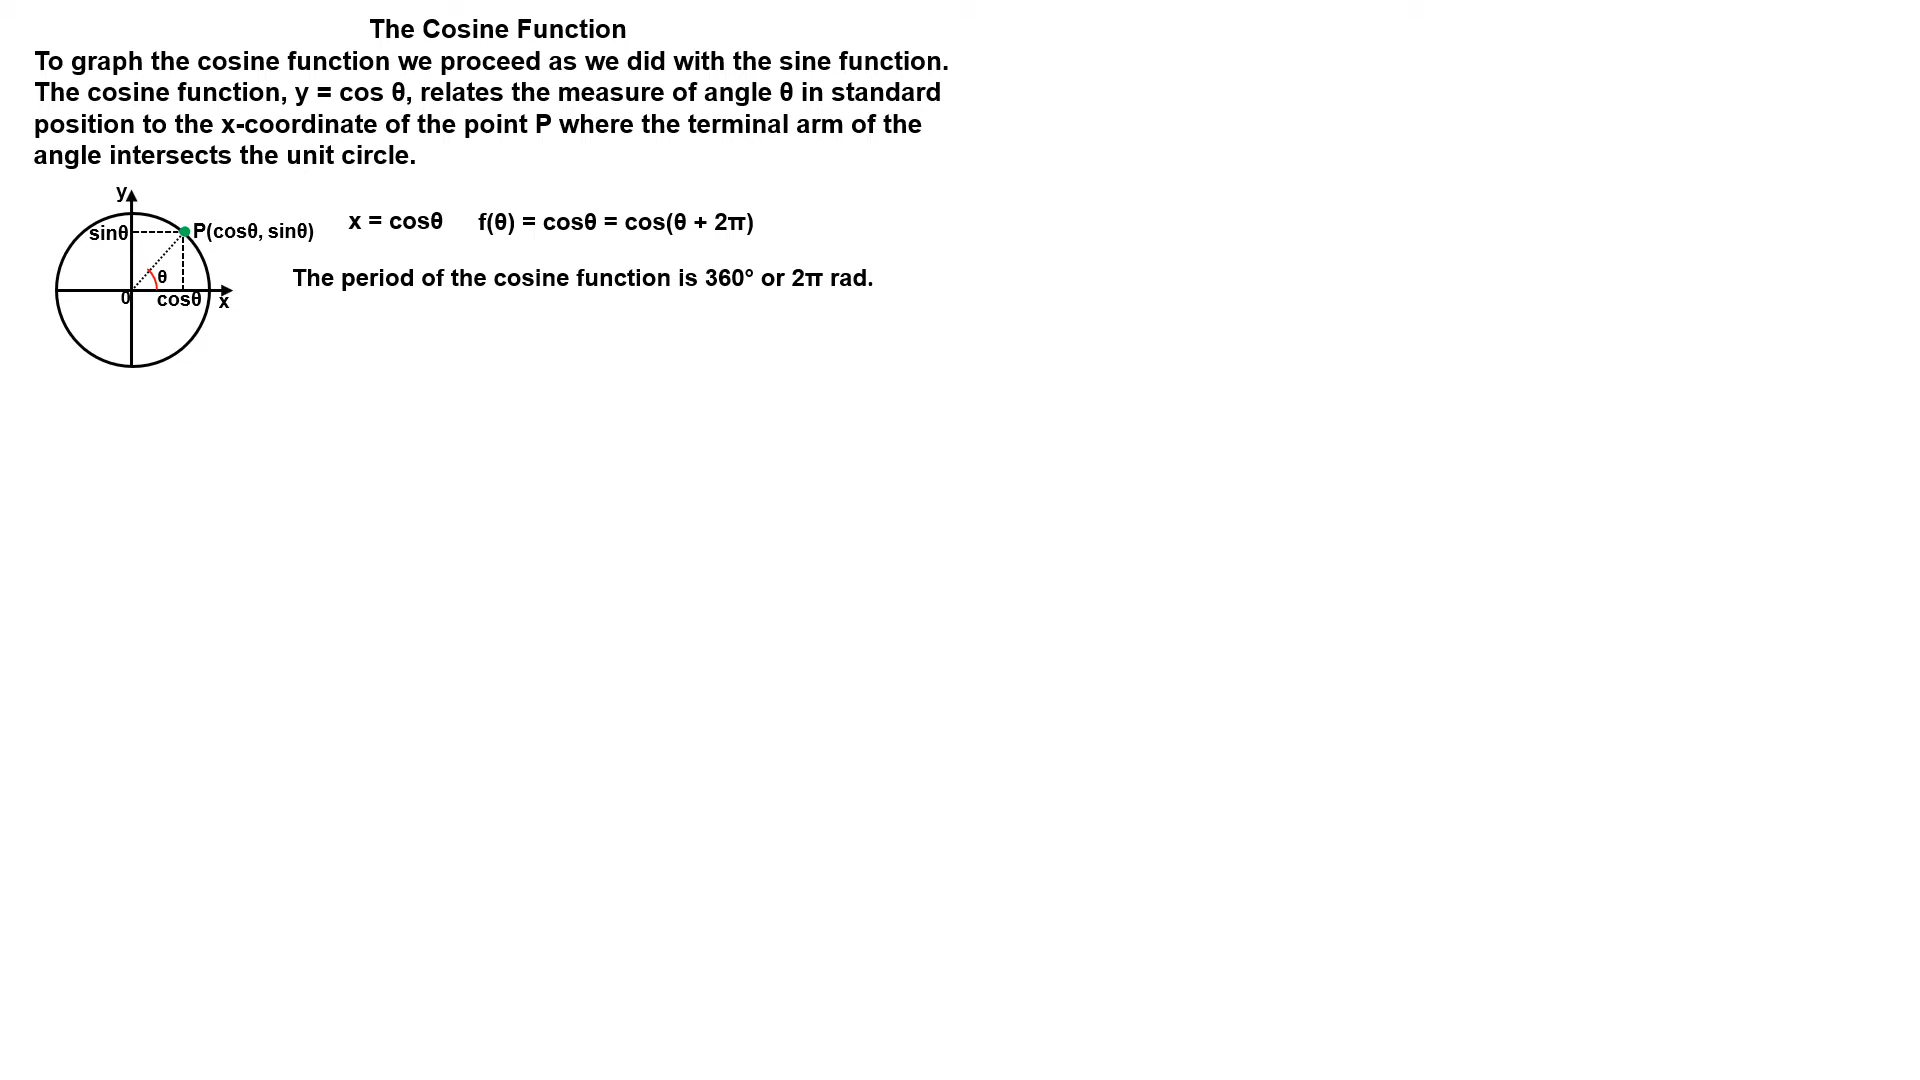 The Cosine Function
To graph the cosine function we proceed as we did with the sine function.
The cosine function, y = cos θ, relates the measure of angle θ in standard
position to the x-coordinate of the point P where the terminal arm of the
angle intersects the unit circle.
y
sinθ
P(cosθ, sinθ)
x = cosθ
f(θ) = cosθ = cos(θ + 2π)
θ
The period of the cosine function is 360° or 2π rad.
0
cosθ
x